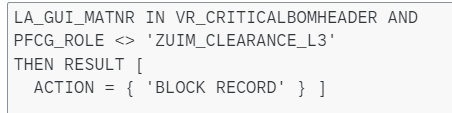 LA_GUI_MATNR IN VR_CRITICALBOMHEADER AND
PFCG_ROLE <> 'ZUIM_CLEARANCE_L3'
THEN RESULT [
ACTION = { 'BLOCK RECORD' } ]